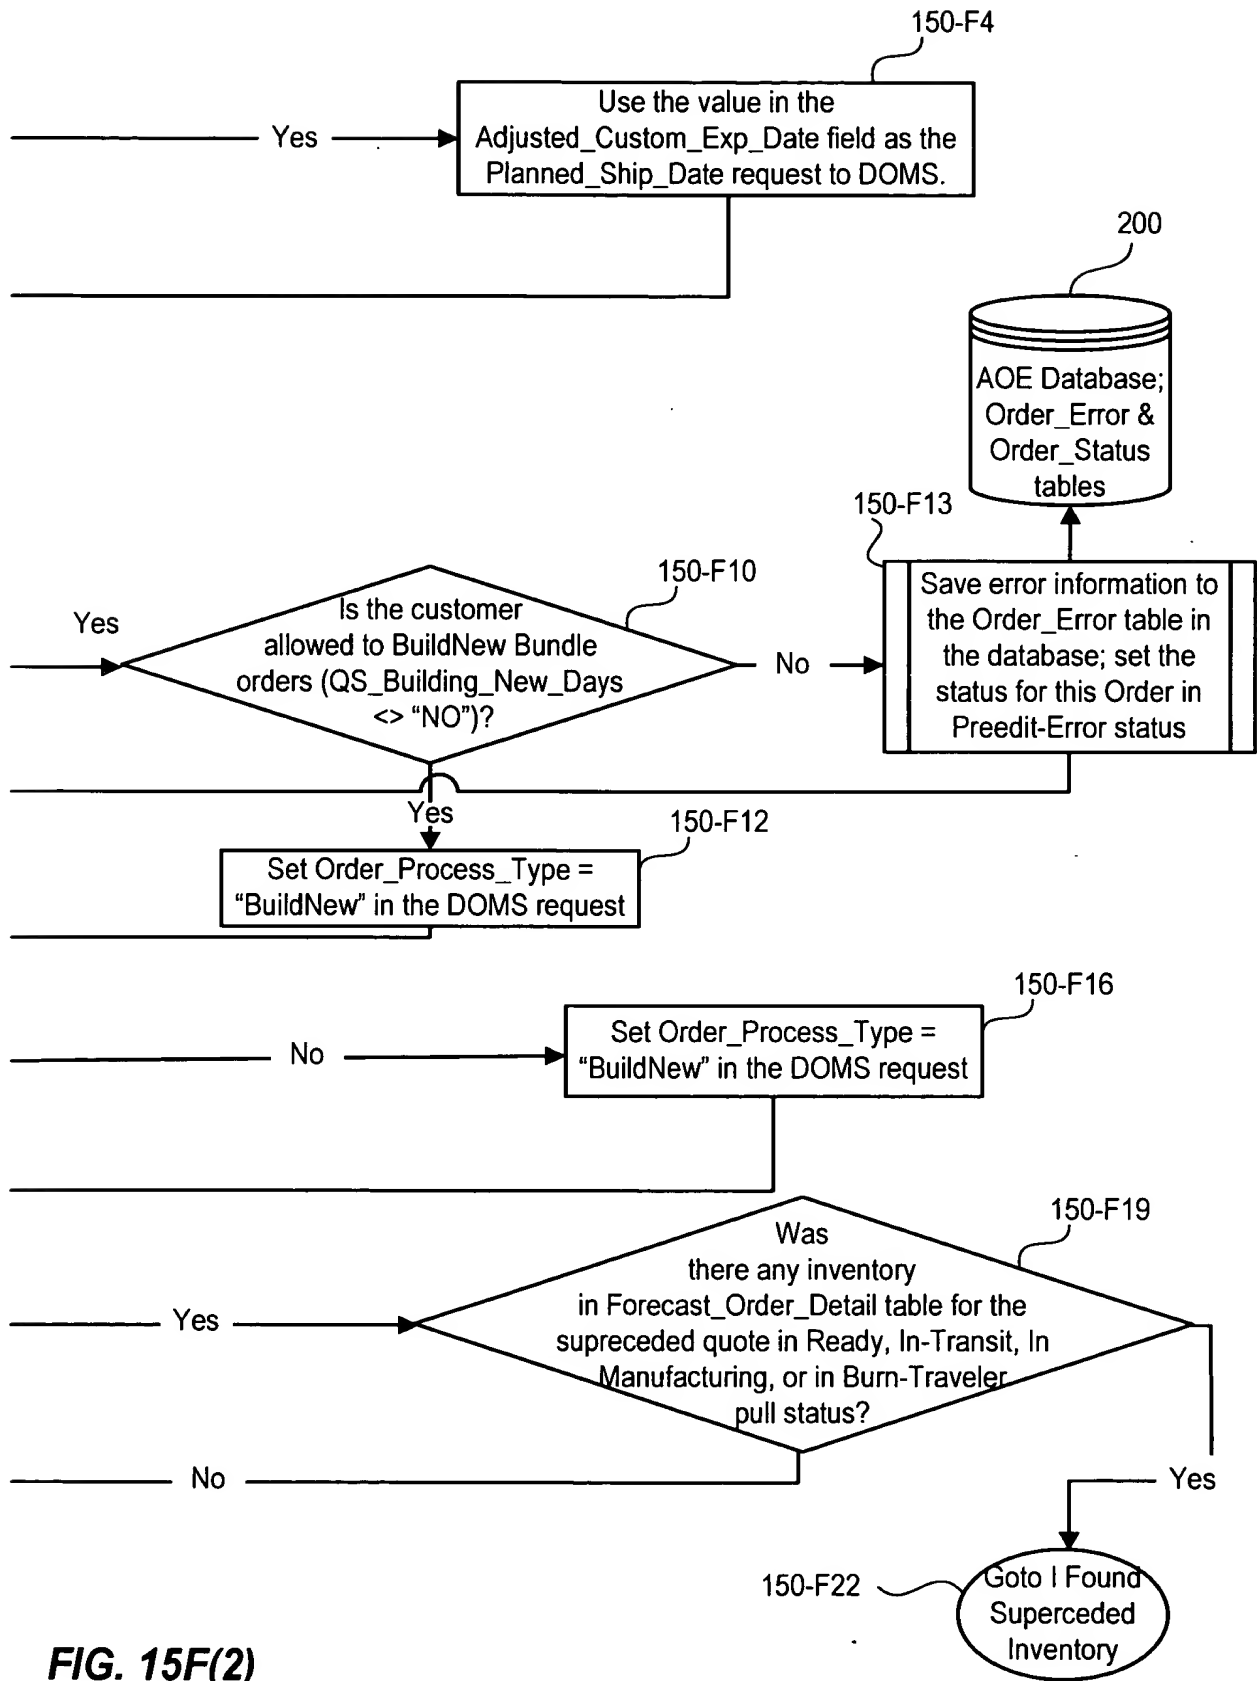 150-F4
Use the value in the
Adjusted_Custom_Exp_Date field as the
Planned_Ship_Date request to DOMS.
Yes
200
AOE Database;
Order_Error &
Order_Status
tables
150-F13
Save error information to
the Order_Error table in
the database; set the
status for this Order in
Preedit-Error status
150-F10
Is the customer
allowed to BuildNew Bundle
orders (QS_Building_New_Days
<> “NO”)?
Yes
No
Yes
150-F12
Set Order_Process_Type =
“BuildNew” in the DOMS request
150-F16
No
Set Order_Process_Type =
“BuildNew” in the DOMS request
150-F19
Was
there any inventory
in Forecast_Order_Detail table for the
supreceded quote in Ready, In-Transit, In
Manufacturing, or in Burn-Traveler
pull status?
Yes
No
Yes
150-F22
Goto I Found
Superceded
Inventory
FIG. 15F(2)